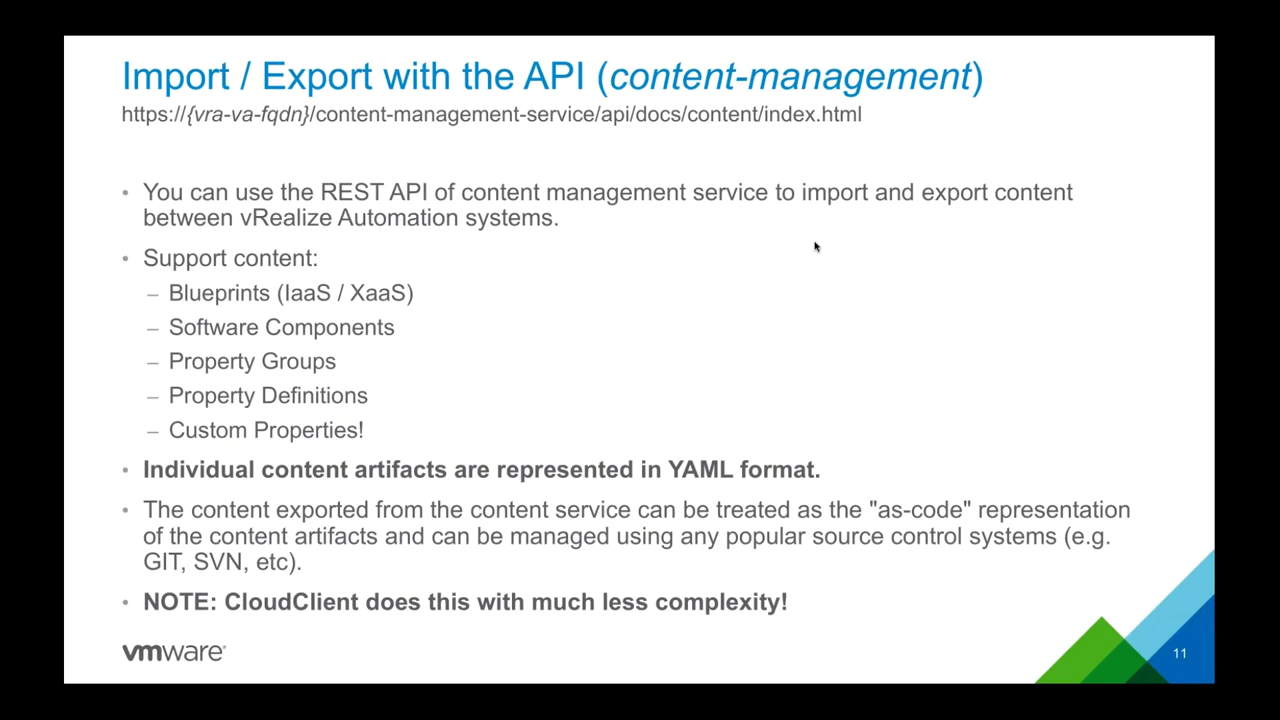 Import / Export with the API (content-management)
https://{vra-va-fqdn}/content-management-service/api/docs/content/index.html
• You can use the REST API of content management service to import and export content
between vRealize Automation systems.
• Support content:
– Blueprints (IaaS / XaaS)
– Software Components
– Property Groups
– Property Definitions
– Custom Properties!
• Individual content artifacts are represented in YAML format.
• The content exported from the content service can be treated as the "as-code" representation
of the content artifacts and can be managed using any popular source control systems (e.g.
GIT, SVN, etc).
• NOTE: CloudClient does this with much less complexity!
vmware®
11